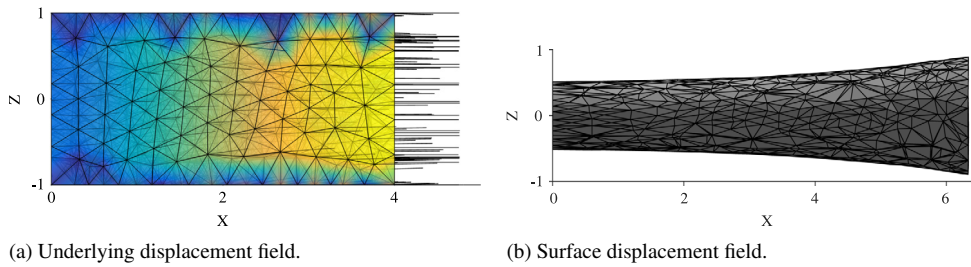 1
Z
0
-1
0
2
4
X
1
Z
0
-1
0
2
4
6
X
(a) Underlying displacement field.
(b) Surface displacement field.